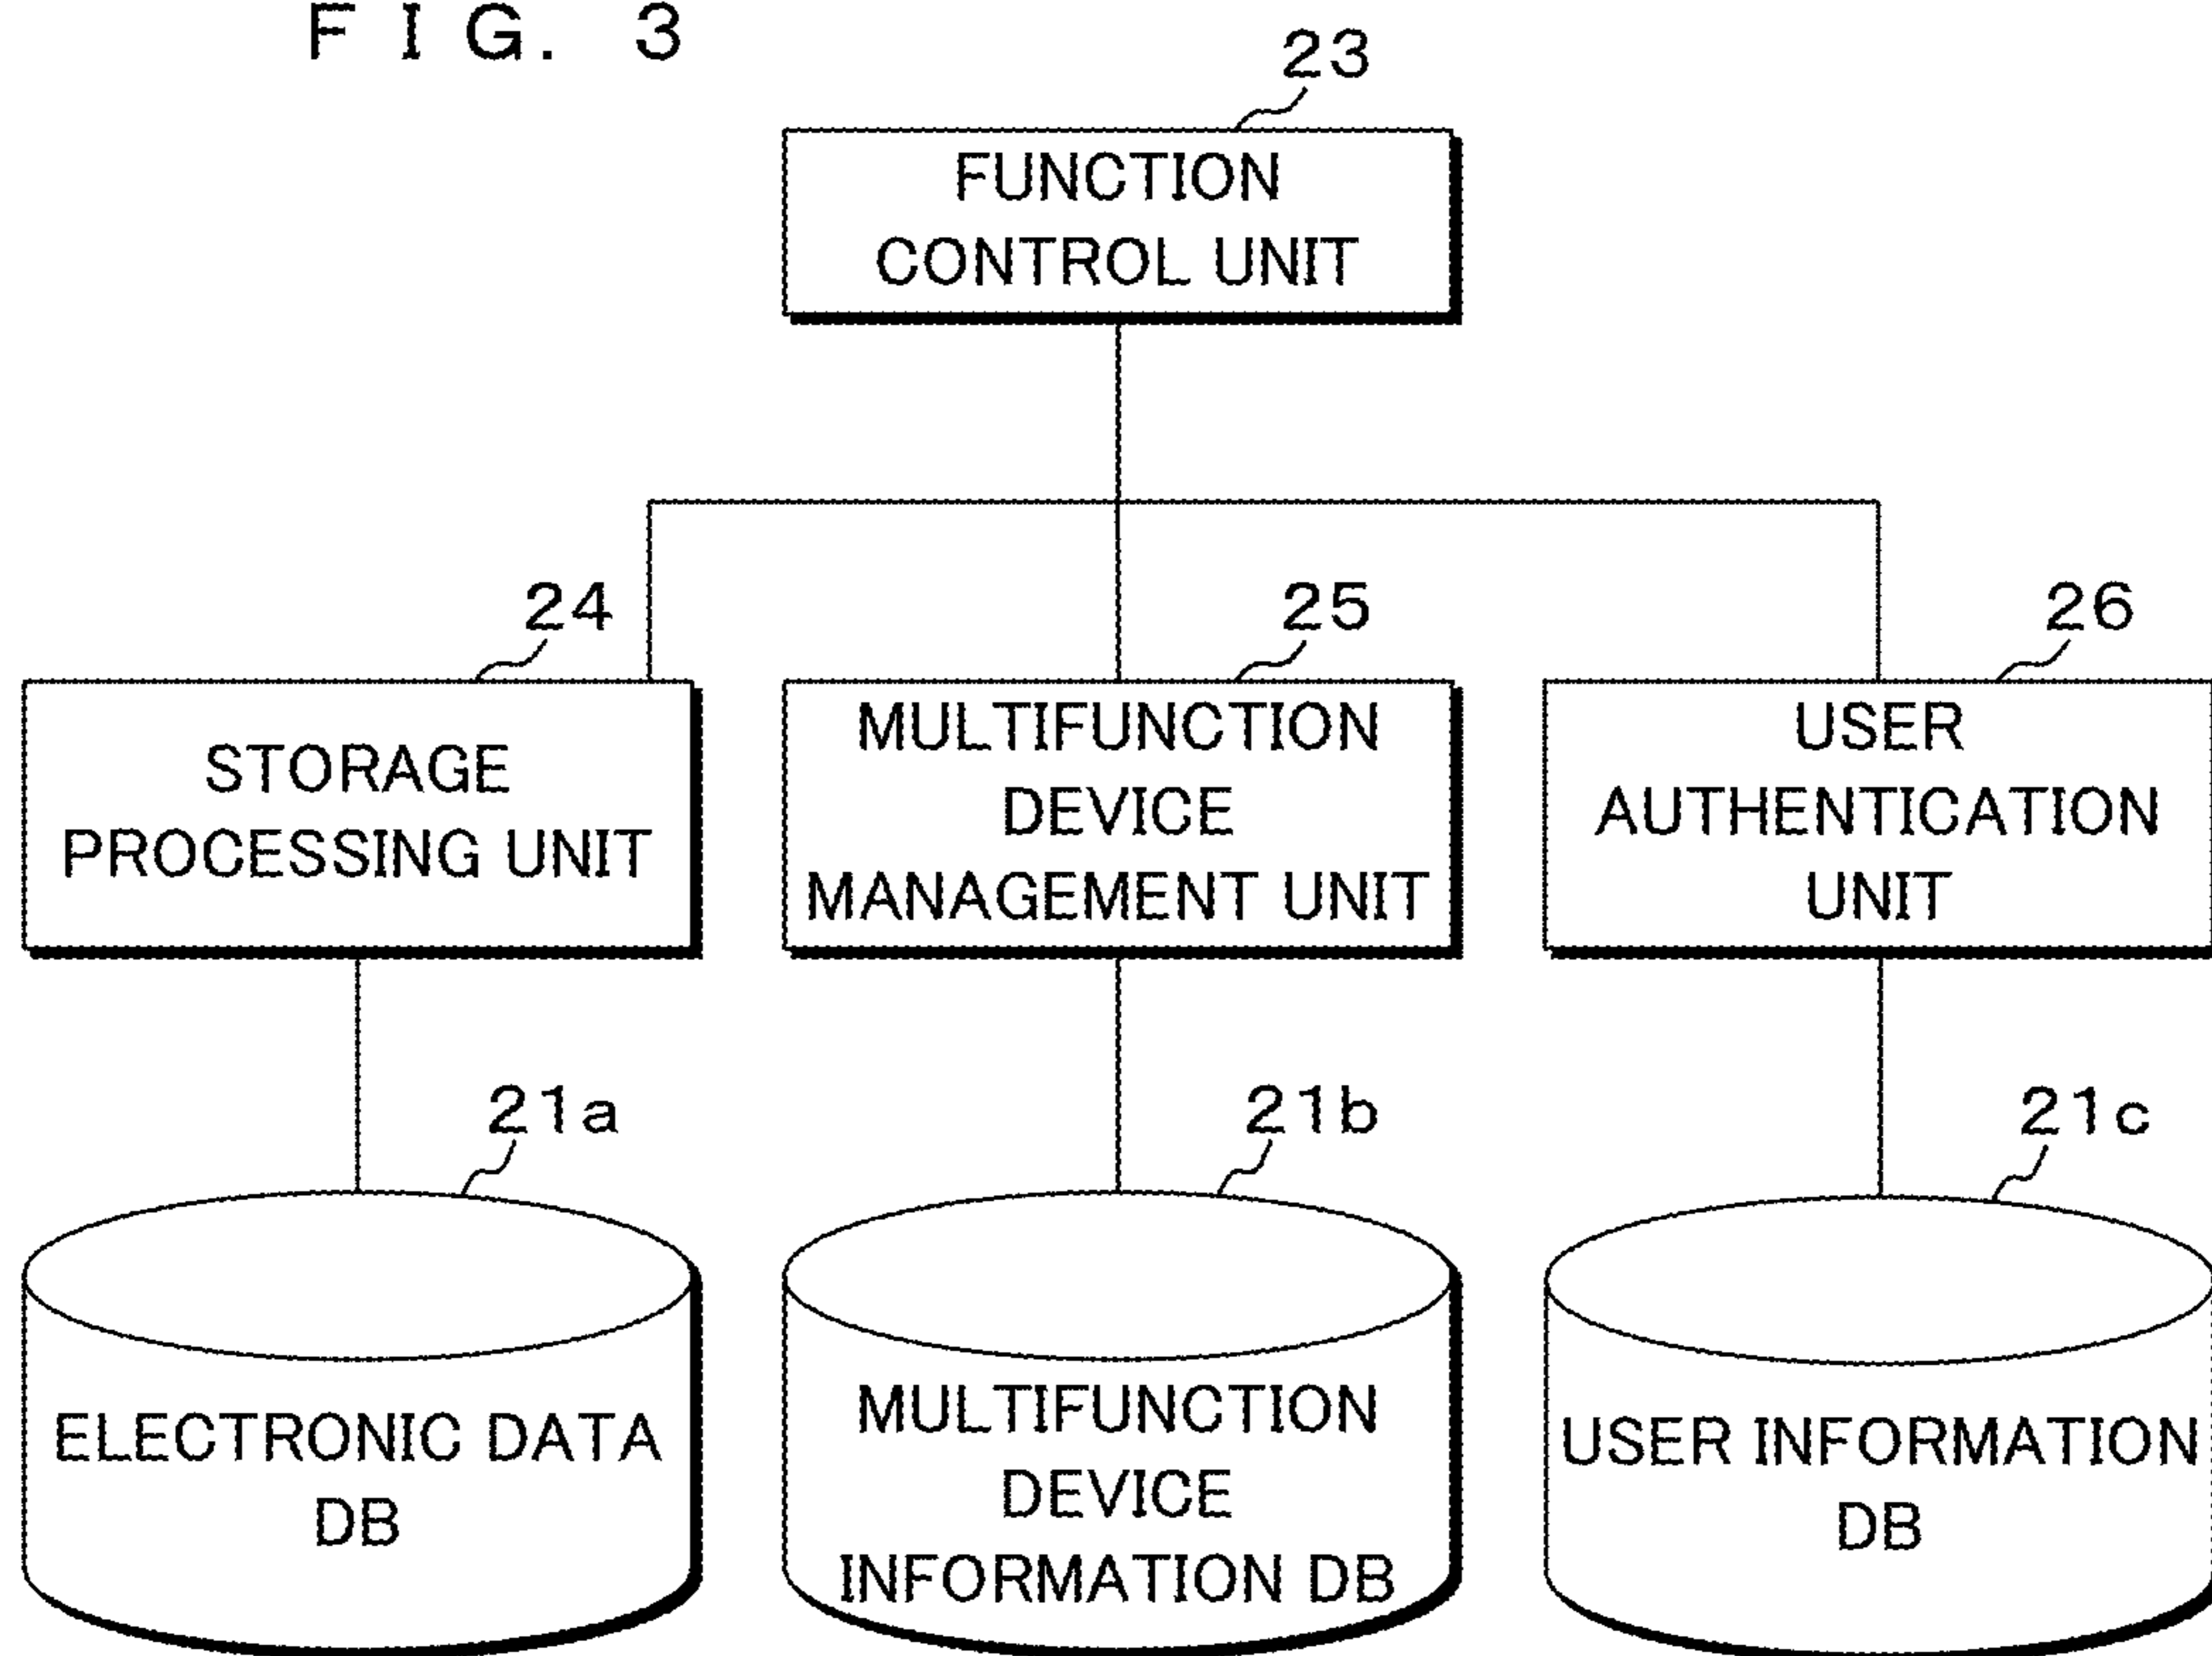 FIG. 3
23
FUNCTION
CONTROL UNIT
24
25
26
STORAGE
PROCESSING UNIT
MULTIFUNCTION
DEVICE
MANAGEMENT UNIT
USER
AUTHENTICATION
UNIT
21a
21b
21c
ELECTRONIC DATA
DB
MULTIFUNCTION
DEVICE
INFORMATION DB
USER INFORMATION
DB